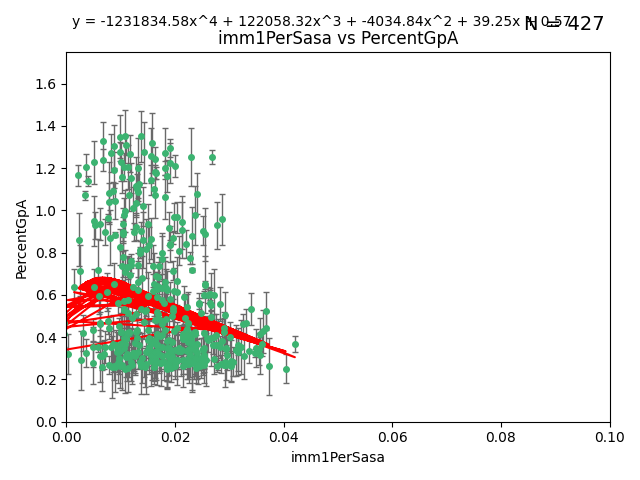 y = -1231834.58x^4 + 122058.32x^3 + -4034.84x^2 + 39.25x + 0.57
N = 427
imm1PerSasa vs PercentGpA
1.6
1.4
1.2
1.0
0.8
0.6
0.4
0.2
0.0
PercentGpA
0.00 0.02 0.04 0.06 0.08 0.10
imm1PerSasa